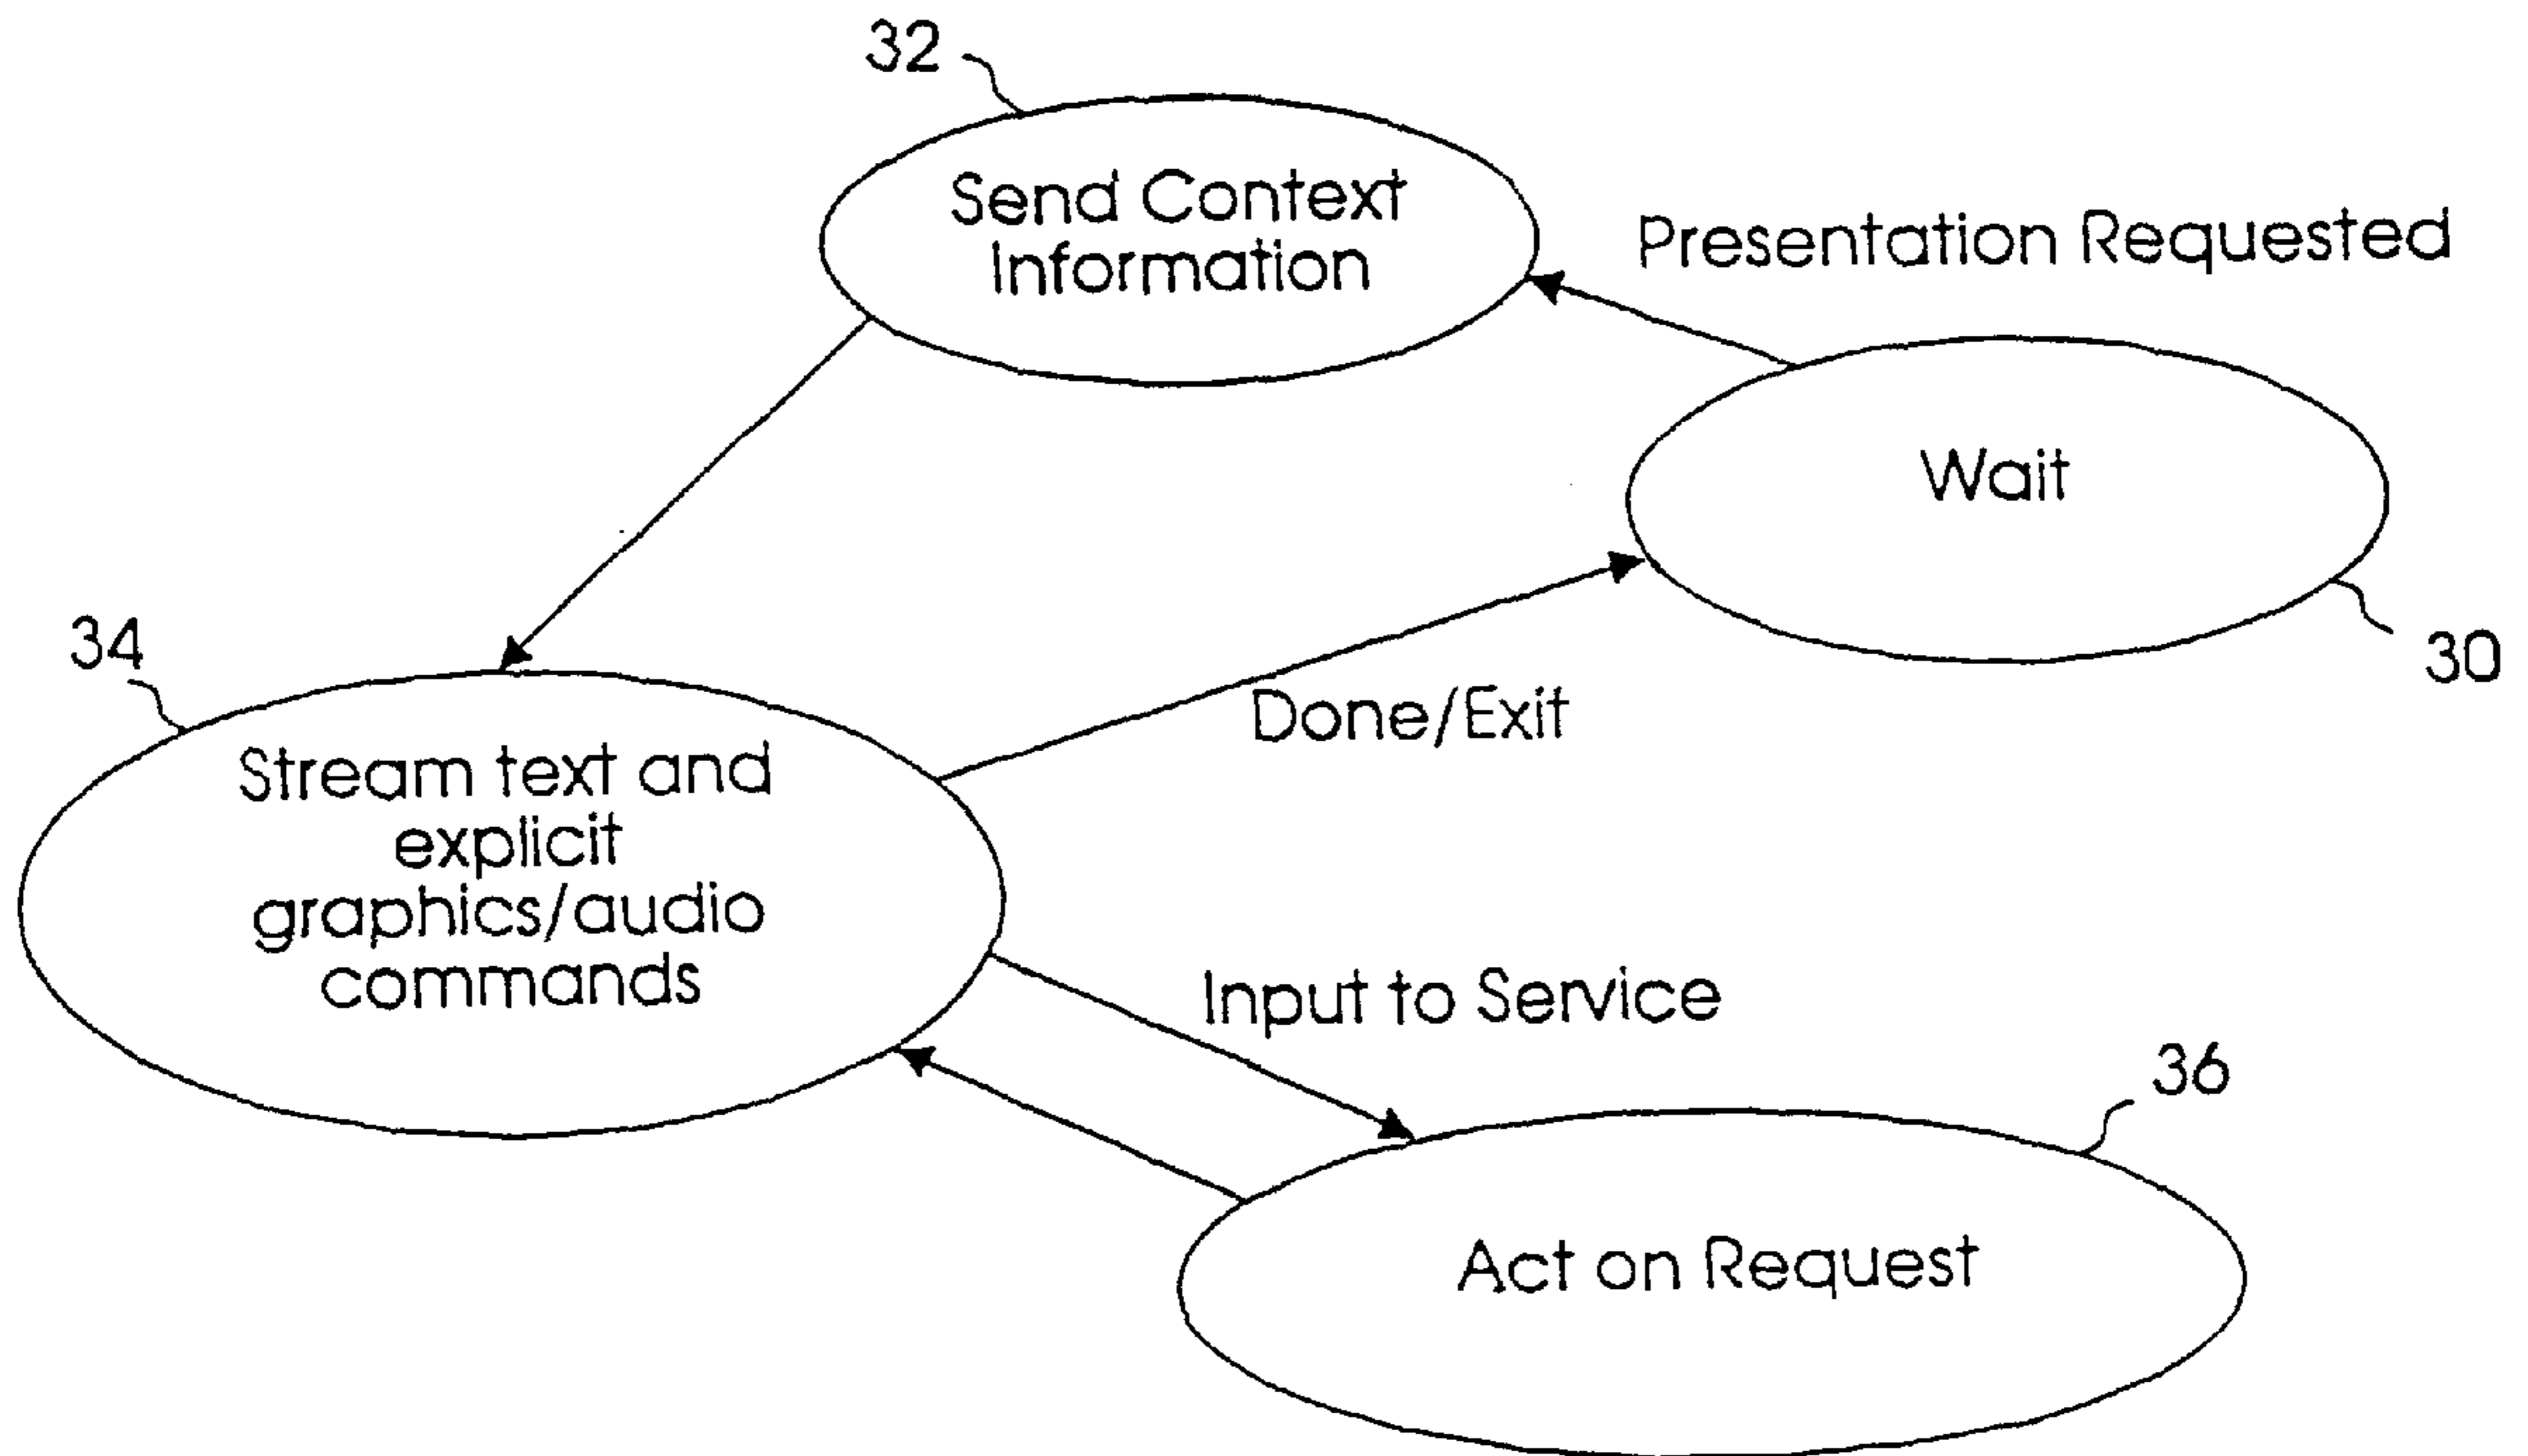 32
Send Context
Information
Presentation Requested
Wait
30
34
Stream text and
explicit
graphics/audio
commands
Done/Exit
Input to Service
36
Act on Request